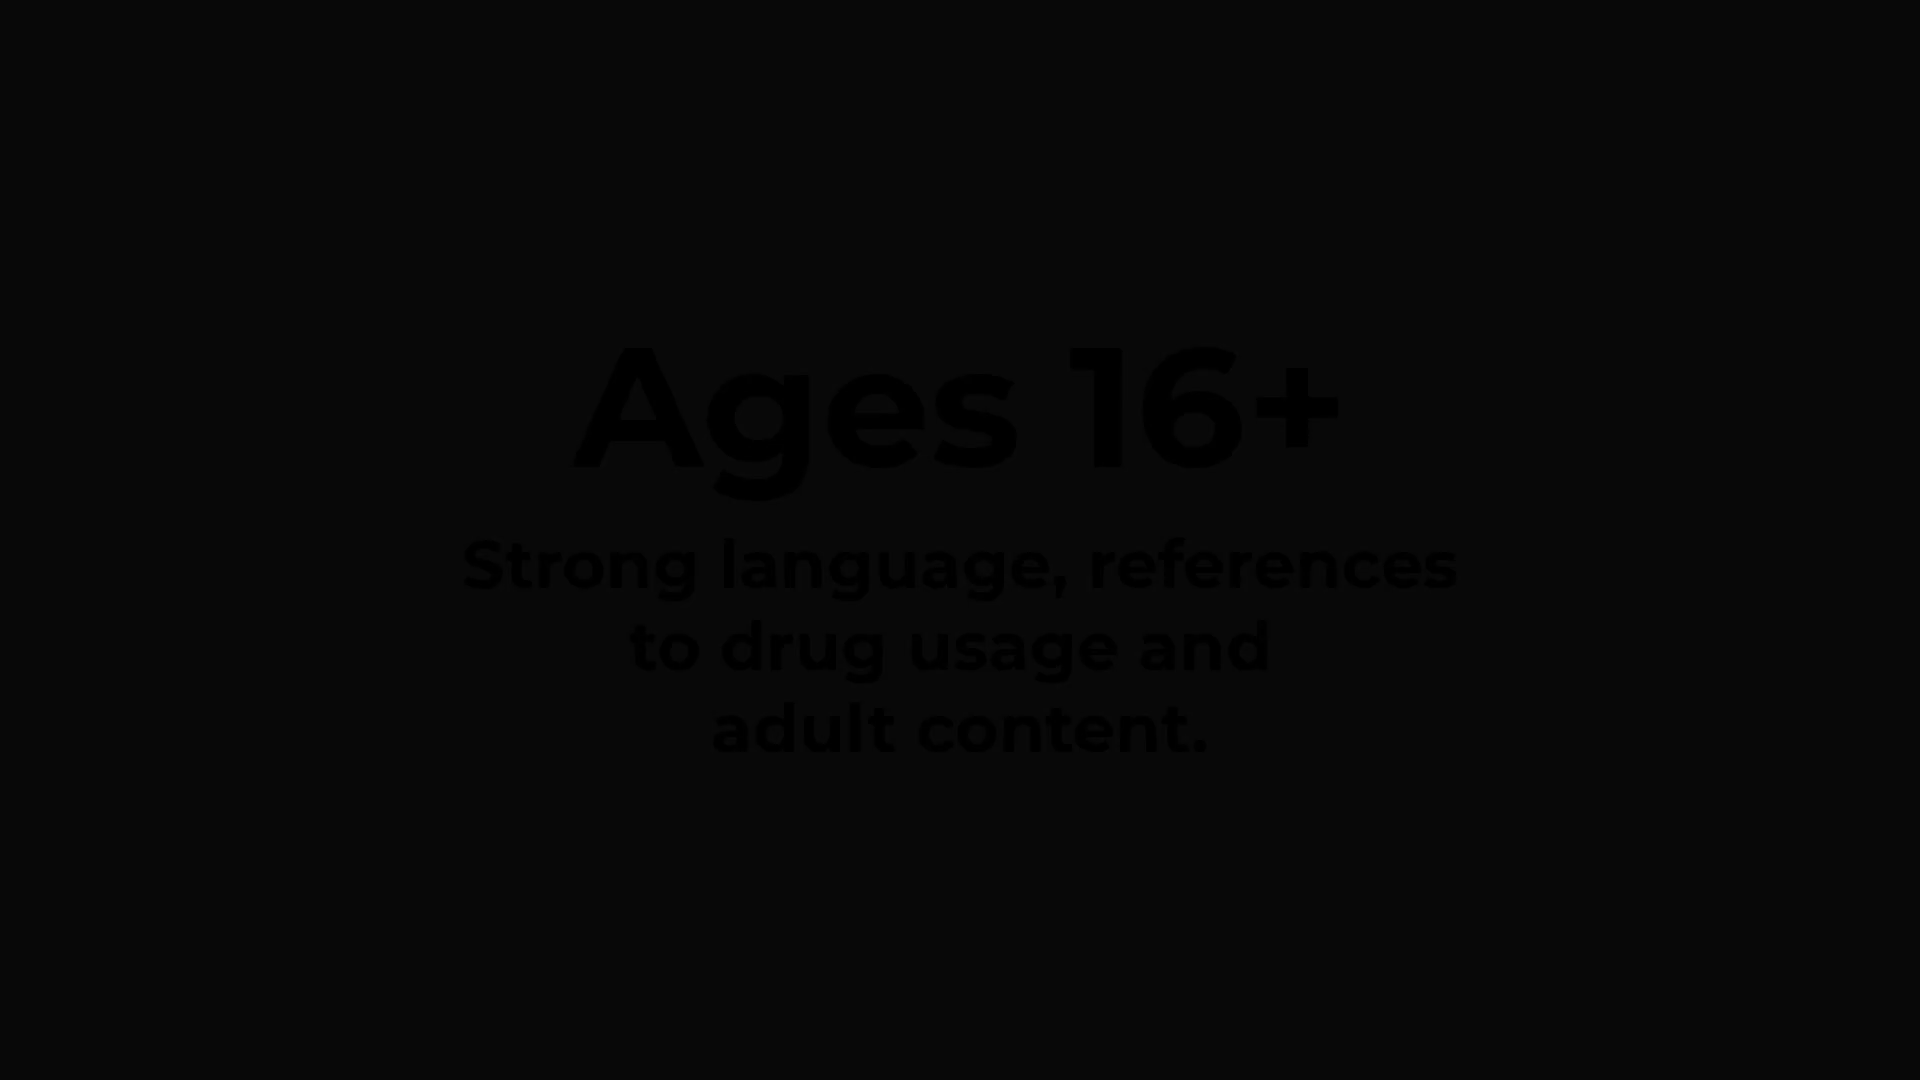 Ages 16+
Strong language, references
to drug usage and
adult content.